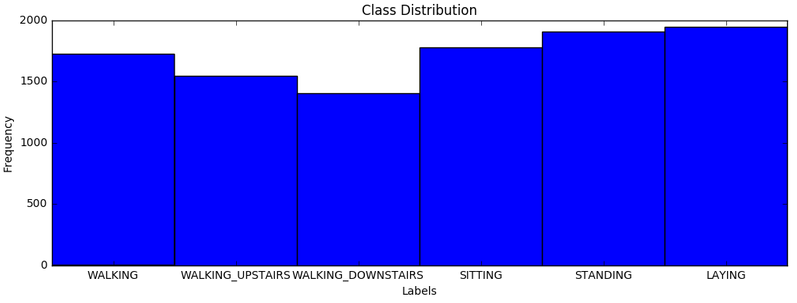 Class Distribution
2000
1500
1000
500
0
Frequency
WALKING WALKING_UPSTAIRS WALKING_DOWNSTAIRS SITTING STANDING LAYING
Labels